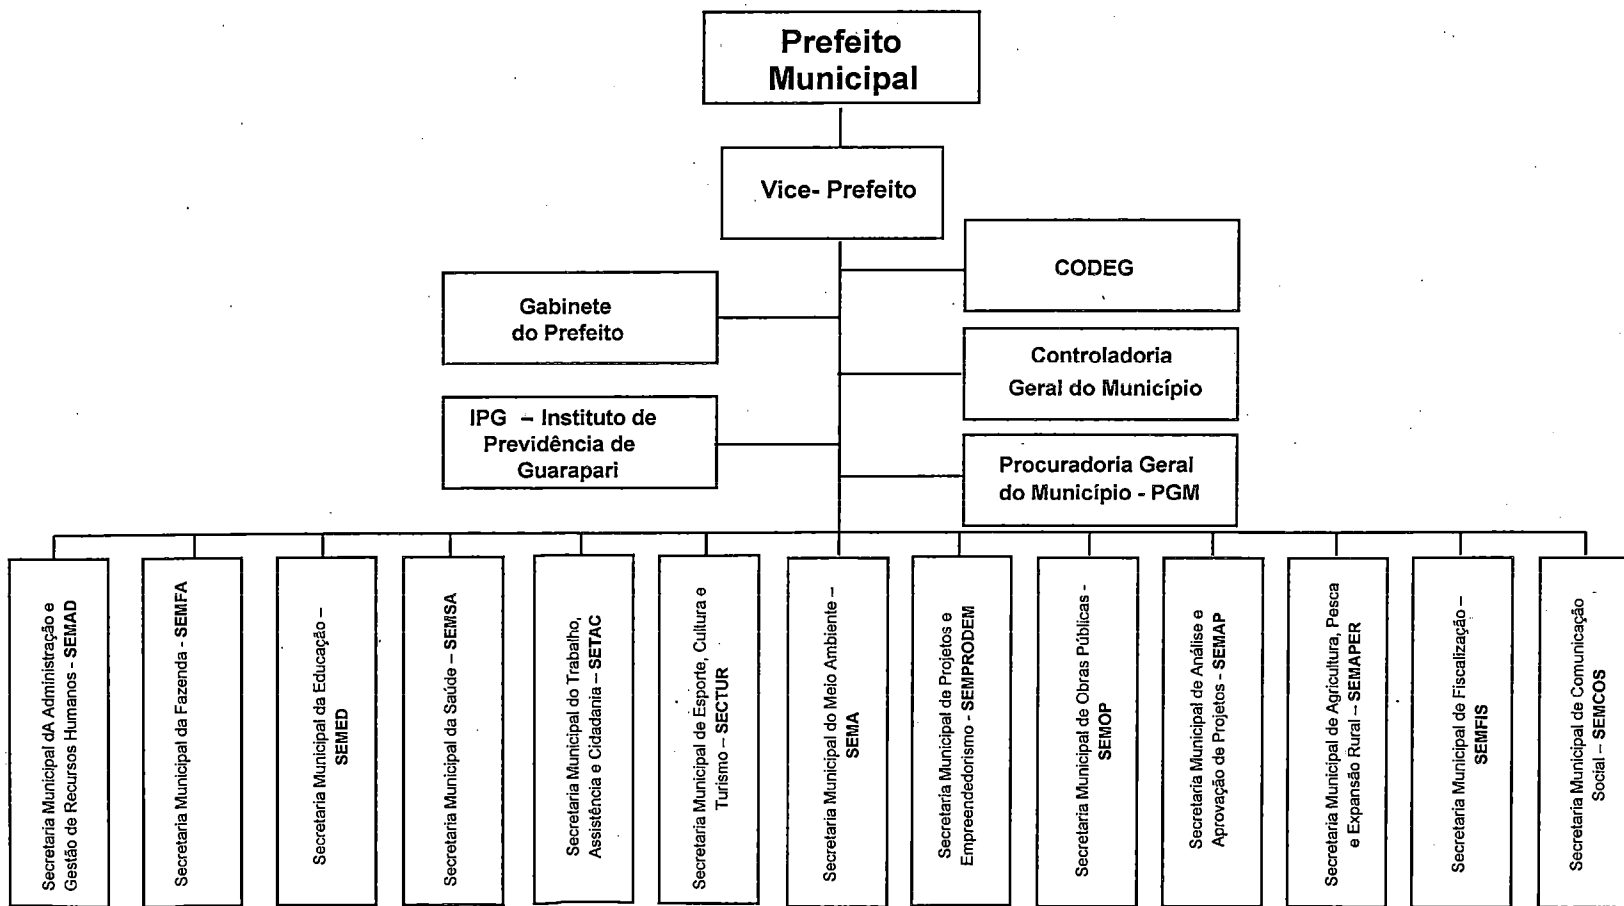 Prefeito
Municipal
Vice- Prefeito
CODEG
Gabinete
do Prefeito
Controladoria
Geral do Município
IPG – Instituto de
Previdência de
Guarapari
Procuradoria Geral
do Município - PGM
Secretaria Municipal dA Administração e
Gestão de Recursos Humanos - SEMAD
Secretaria Municipal da Fazenda - SEMFA
Secretaria Municipal da Educação –
SEMED
Secretaria Municipal da Saúde – SEMSA
Secretaria Municipal do Trabalho,
Assistência e Cidadania – SETAC
Secretaria Municipal de Esporte, Cultura e
Turismo – SECTUR
Secretaria Municipal do Meio Ambiente –
SEMA
Secretaria Municipal de Projetos e
Empreendedorismo - SEMPRODEM
Secretaria Municipal de Obras Públicas -
SEMOP
Secretaria Municipal de Análise e
Aprovação de Projetos - SEMAP
Secretaria Municipal de Agricultura, Pesca
e Expansão Rural – SEMAPER
Secretaria Municipal de Fiscalização –
SEMFIS
Secretaria Municipal de Comunicação
Social – SEMCOS